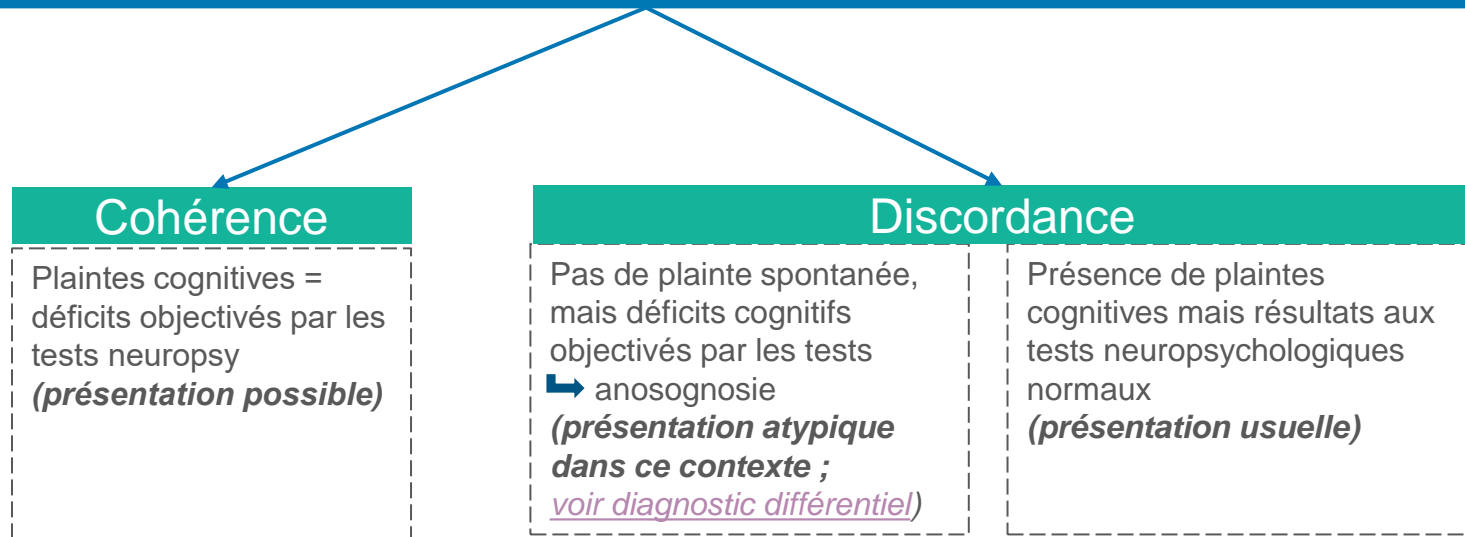 Cohérence
Plaintes cognitives =
déficits objectivés par les
tests neuropsy
(présentation possible)
Discordance
Pas de plainte spontanée,
mais déficits cognitifs
objectivés par les tests
anosognosie
(présentation atypique
dans ce contexte ;
voir diagnostic différentiel)
Présence de plaintes
cognitives mais résultats aux
tests neuropsychologiques
normaux
(présentation usuelle)